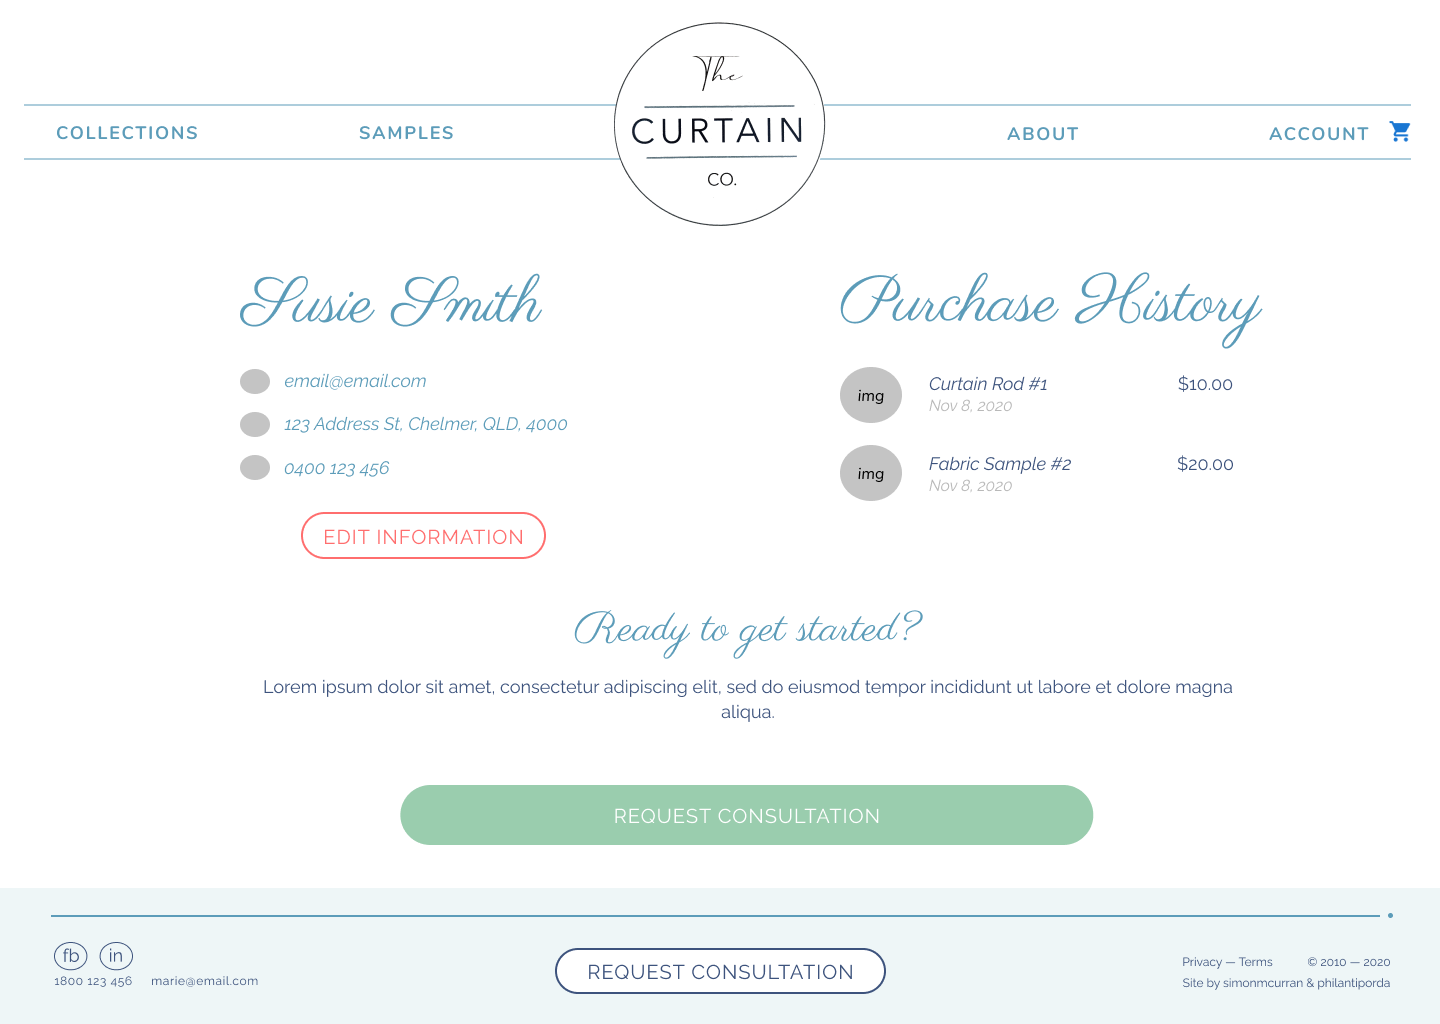 The
CURTAIN
CO.
COLLECTIONS
SAMPLES
ABOUT
ACCOUNT
Susie Smith
email@email.com
123 Address St, Chelmer, QLD, 4000
0400 123 456
EDIT INFORMATION
Purchase History
img
Curtain Rod #1
$10.00
Nov 8, 2020
img
Fabric Sample #2
$20.00
Nov 8, 2020
Ready to get started?
Lorem ipsum dolor sit amet, consectetur adipiscing elit, sed do eiusmod tempor incididunt ut labore et dolore magna
aliqua.
REQUEST CONSULTATION
fb
in
1800 123 456
marie@email.com
REQUEST CONSULTATION
Privacy — Terms
© 2010 — 2020
Site by simonmcurran & philantiporda